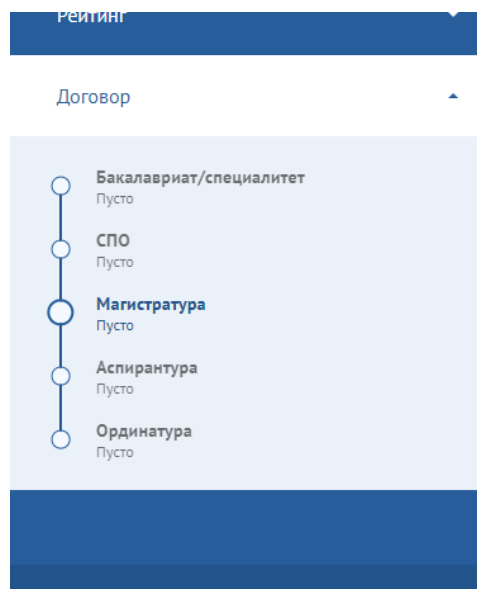 Рейтинг
Договор
Бакалавриат/специалитет
Пусто
СПО
Пусто
Магистратура
Пусто
Аспирантура
Пусто
Ординатура
Пусто